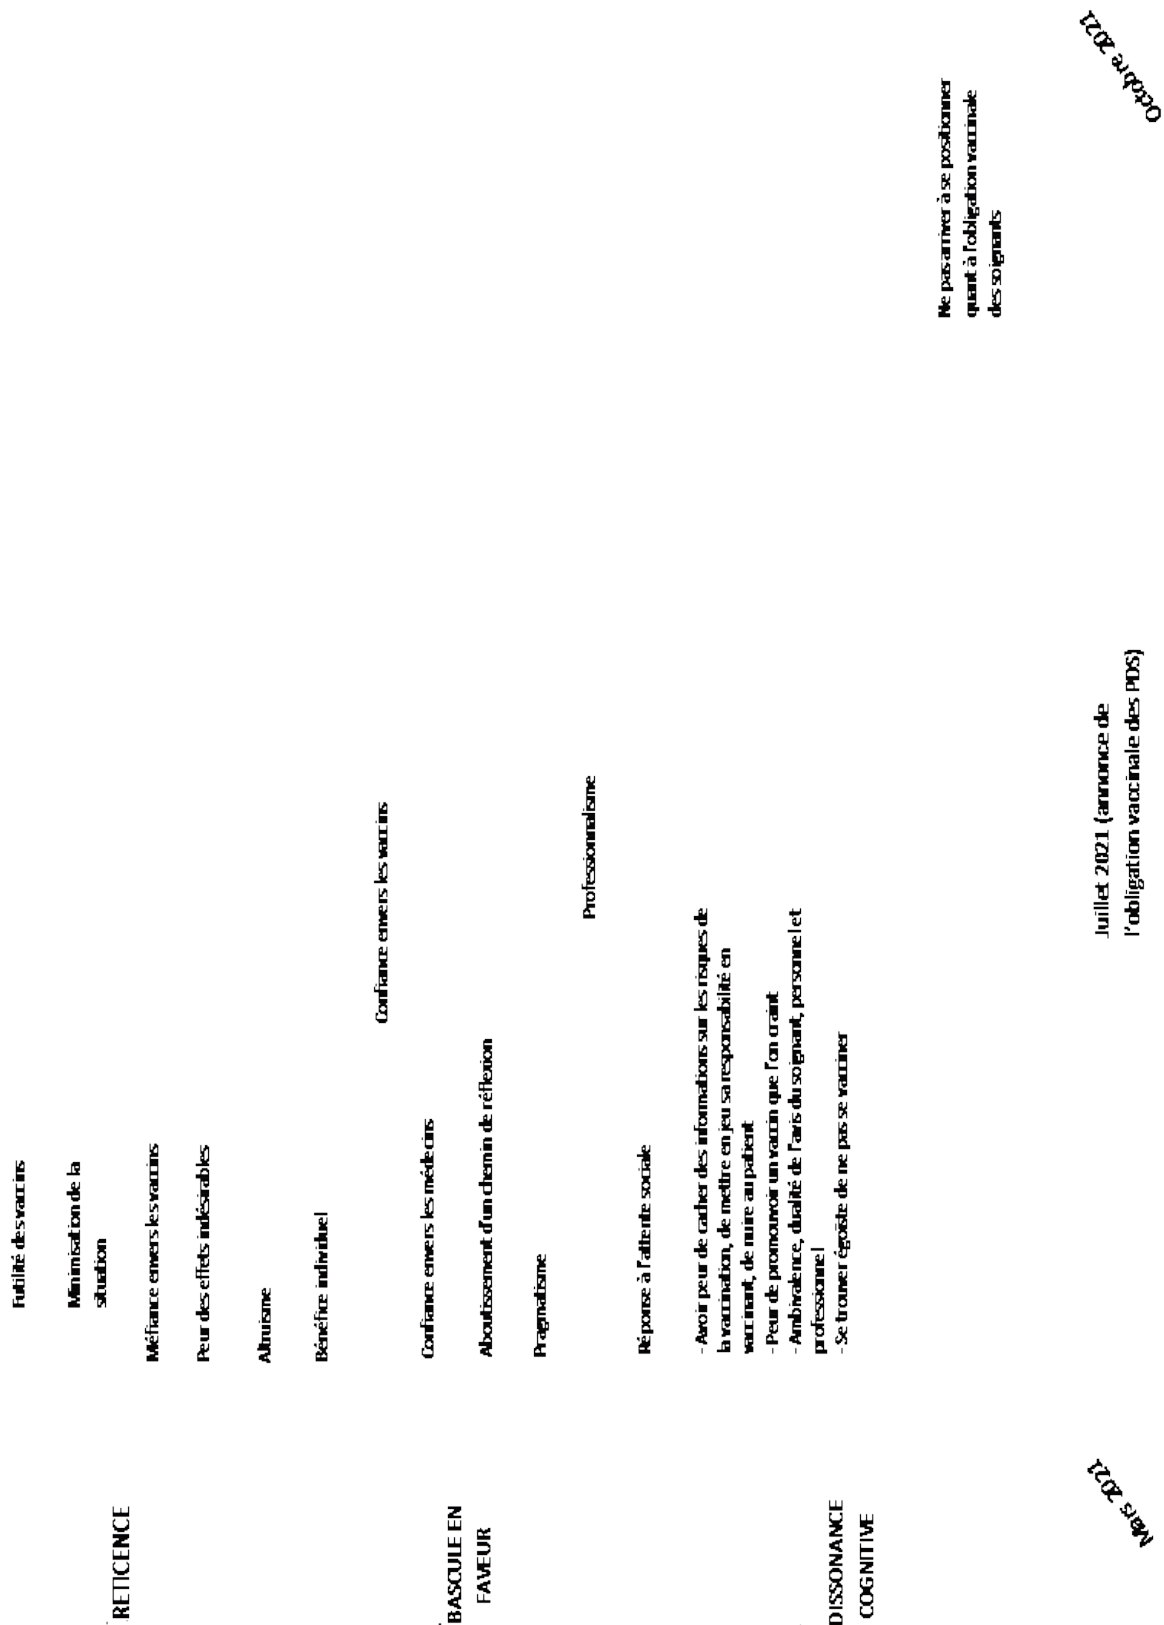 RETICENCE
Futilité des vaccins
Minimisation de la
situation
Méfiance envers les vaccins
Peur des effets indésirables
BASCULE EN
FAVEUR
Altruisme
Bénéfice individuel
Confiance envers les vaccins
Confiance envers les médecins
Aboutissement d'un chemin de réflexion
Pragmatisme
Professionnalisme
Réponse à l'attente sociale
DISSONANCE
COGNITIVE
- Avoir peur de cacher des informations sur les risques de
la vaccination, de mettre en jeu sa responsabilité en
vaccinant, de nuire au patient
- Peur de promouvoir un vaccin que l'on craint
- Ambivalence, dualité de l'avis du soignant, personnel et
professionnel
- Se trouver égoïste de ne pas se vacciner
Ne pas arriver à se positionner
quant à l'obligation vaccinale
des soignants
Mars 2021
Juillet 2021 (annonce de
l'obligation vaccinale des PDS)
Octobre 2021